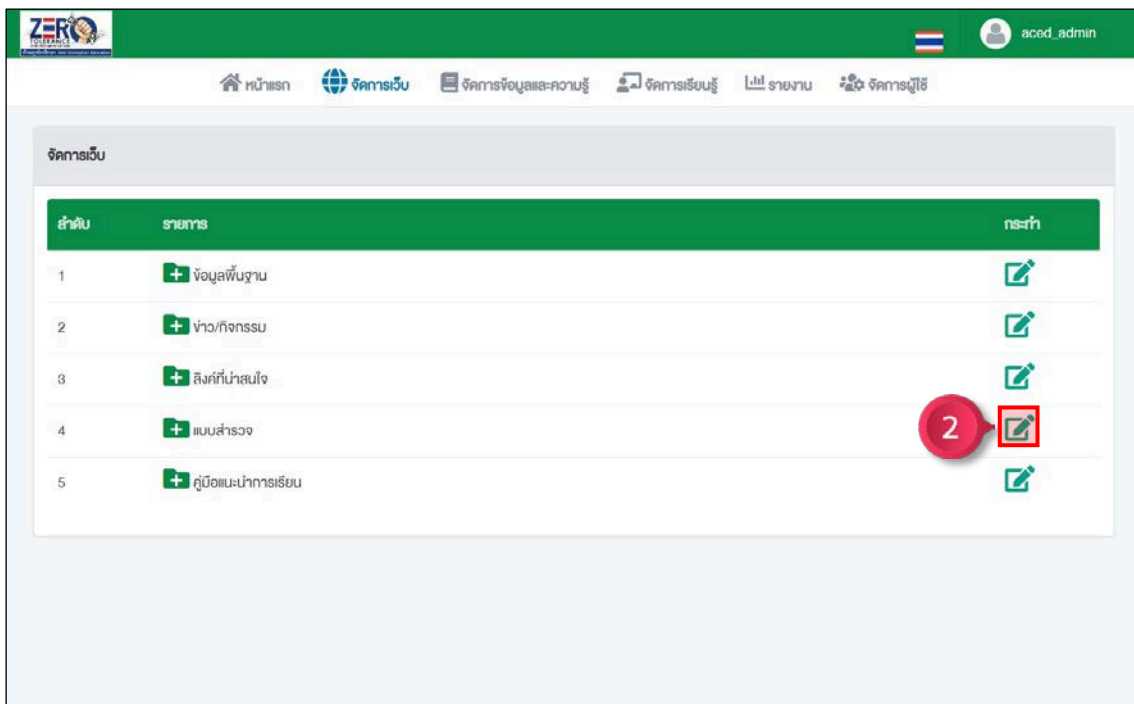 ZERO
TOLERANCE
aced_admin
หน้าแรก จัดการเว็บ จัดการข้อมูลและความรู้ จัดการเรียนรู้ รายงาน จัดการผู้ใช้
จัดการเว็บ
ลำดับ รายการ กระทำ
1 ข้อมูลพื้นฐาน
2 ข่าว/กิจกรรม
3 ลิงค์ที่น่าสนใจ
4 แบบสำรวจ 2
5 คู่มือแนะนำการเรียน